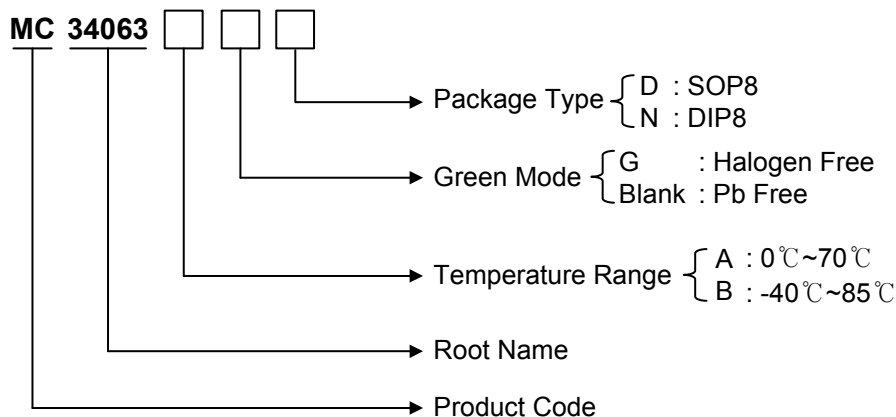 MC 34063
Package Type D : SOP8
N : DIP8
Green Mode G : Halogen Free
Blank : Pb Free
Temperature Range A : 0℃~70℃
B : -40℃~85℃
Root Name
Product Code